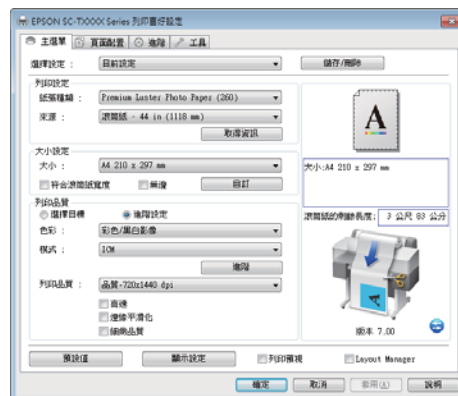 EPSON SC-TXXXX Series 列印喜好設定
主選單 頁面配置 進階 工具
選擇設定： 目前設定 儲存/刪除
列印設定
紙張種類： Premium Luster Photo Paper (260)
來源： 滾筒紙 - 44 in (1118 mm)
取得資訊
大小設定
大小： A4 210 x 297 mm
符合滾筒紙寬度 無邊 自訂
列印品質
選擇目標 進階設定
色彩： 彩色/黑白影像
模式： ICM
進階
列印品質： 品質-720x1440 dpi
高速
邊緣平滑化
細緻品質
A
大小:A4 210 x 297 mm
滾筒紙的剩餘長度： 3 公尺 83 公分
版本 7.00
預設值 顯示設定 列印預視 Layout Manager
確定 取消 套用(A) 說明